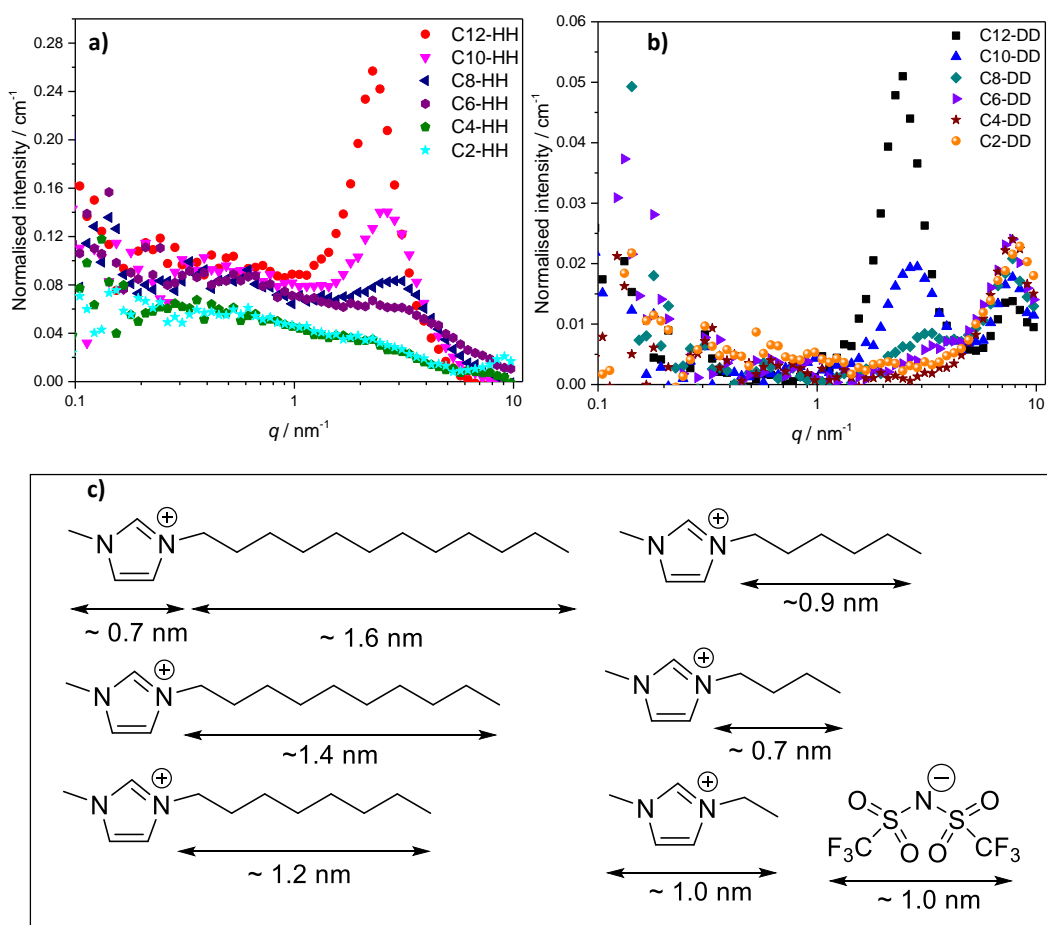 a)
0.28
0.24
0.20
0.16
0.12
0.08
0.04
0.00
Normalised intensity / cm⁻¹
C12-HH
C10-HH
C8-HH
C6-HH
C4-HH
C2-HH
0.1
1
10
q / nm⁻¹
b)
0.06
0.05
0.04
0.03
0.02
0.01
0.00
Normalised intensity / cm⁻¹
C12-DD
C10-DD
C8-DD
C6-DD
C4-DD
C2-DD
0.1
1
10
q / nm⁻¹
c)
N + N
~ 0.7 nm
~ 1.6 nm
N + N
~0.9 nm
N + N
~1.4 nm
N + N
~ 0.7 nm
N + N
~ 1.2 nm
N + N
~ 1.0 nm
O N − O
S S
F₃C O O CF₃
~ 1.0 nm